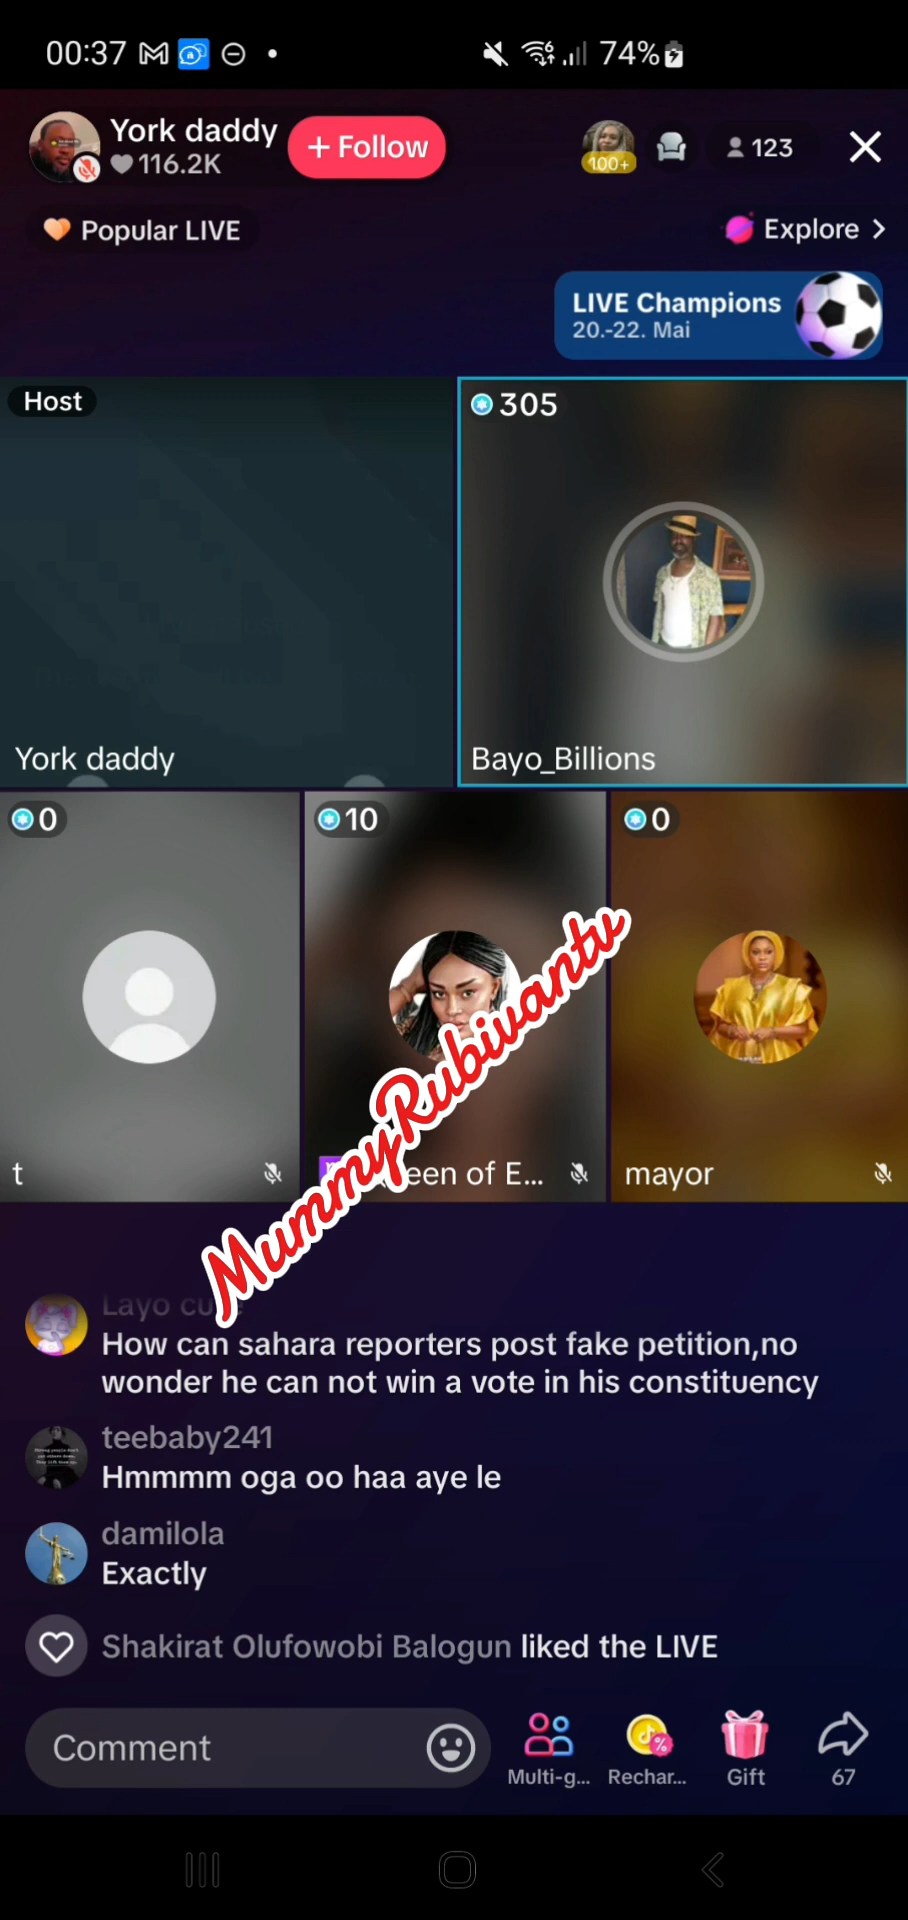 00:37
74%
York daddy
116.2K
+ Follow
100+
123
Popular LIVE
Explore >
LIVE Champions
20.-22. Mai
Host
305
York daddy
Bayo_Billions
0
10
0
t
een of E...
mayor
MummyRubivantv
Layo cu
How can sahara reporters post fake petition,no
wonder he can not win a vote in his constituency
teebaby241
Hmmmm oga oo haa aye le
damilola
Exactly
Shakirat Olufowobi Balogun liked the LIVE
Comment
Multi-g...
Rechar...
Gift
67